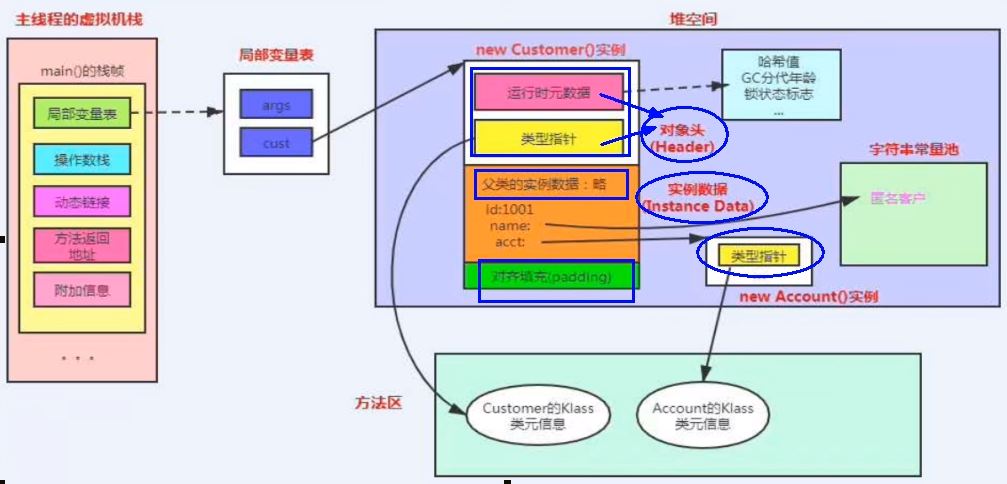 主线程的虚拟机栈
main()的栈帧
局部变量表
操作数栈
动态链接
方法返回
地址
附加信息
...
局部变量表
args
cust
堆空间
new Customer()实例
运行时元数据
类型指针
父类的实例数据：略
id:1001
name:
acct:
对齐填充(padding)
哈希值
GC分代年龄
锁状态标志
...
对象头
(Header)
实例数据
(Instance Data)
字符串常量池
匿名客户
类型指针
new Account()实例
方法区
Customer的Klass
类元信息
Account的Klass
类元信息